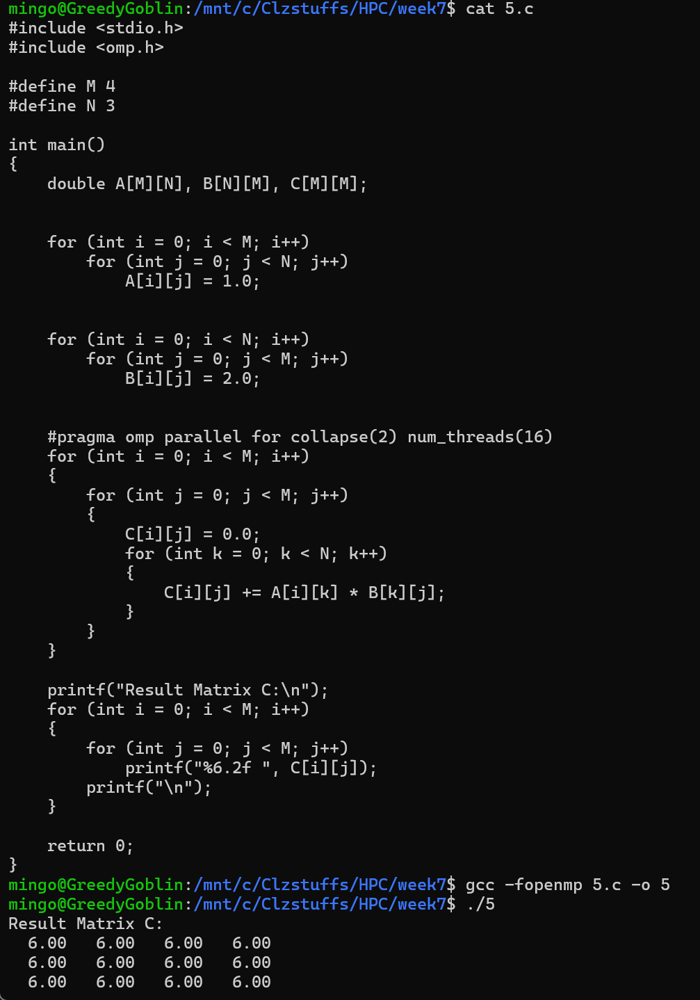 mingo@GreedyGoblin:/mnt/c/Clzstuffs/HPC/week7$ cat 5.c
#include <stdio.h>
#include <omp.h>

#define M 4
#define N 3

int main()
{
    double A[M][N], B[N][M], C[M][M];


    for (int i = 0; i < M; i++)
        for (int j = 0; j < N; j++)
            A[i][j] = 1.0;


    for (int i = 0; i < N; i++)
        for (int j = 0; j < M; j++)
            B[i][j] = 2.0;


    #pragma omp parallel for collapse(2) num_threads(16)
    for (int i = 0; i < M; i++)
    {
        for (int j = 0; j < M; j++)
        {
            C[i][j] = 0.0;
            for (int k = 0; k < N; k++)
            {
                C[i][j] += A[i][k] * B[k][j];
            }
        }
    }

    printf("Result Matrix C:\n");
    for (int i = 0; i < M; i++)
    {
        for (int j = 0; j < M; j++)
            printf("%6.2f ", C[i][j]);
        printf("\n");
    }

    return 0;
}
mingo@GreedyGoblin:/mnt/c/Clzstuffs/HPC/week7$ gcc -fopenmp 5.c -o 5
mingo@GreedyGoblin:/mnt/c/Clzstuffs/HPC/week7$ ./5
Result Matrix C:
  6.00   6.00   6.00   6.00
  6.00   6.00   6.00   6.00
  6.00   6.00   6.00   6.00